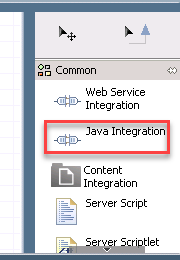 Common
Web Service
Integration
Java Integration
Content
Integration
Server Script
Server Scriptlet